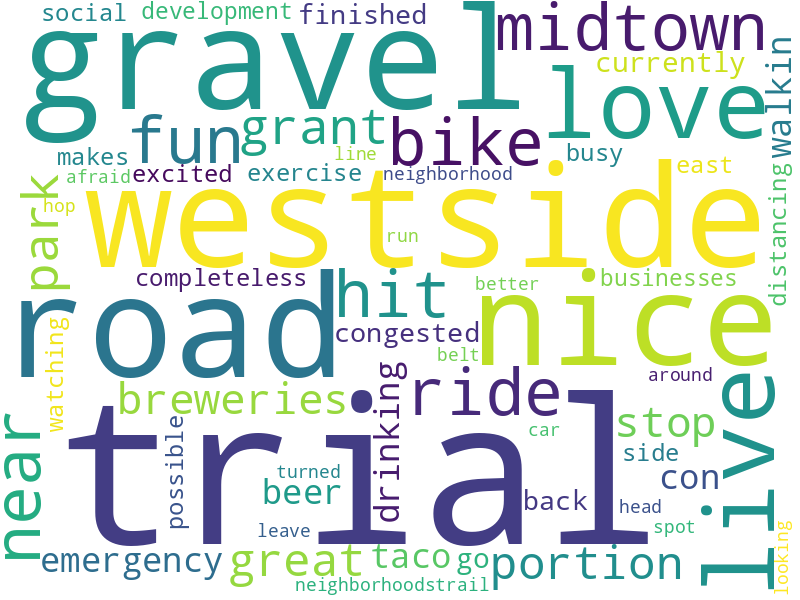 social development finished
gravel midtown
currently
love walkin
fun grant bike
makes line busy
afraid excited exercise neighborhood east
park hop westside distancing
run
completeless hit better businesses
road nice
watching congested
belt
around
breweries drinking ride live
near trial car stop
possible side
turned con
beer back head
leave spot
emergency great taco go portion looking
neighborhoodstrail